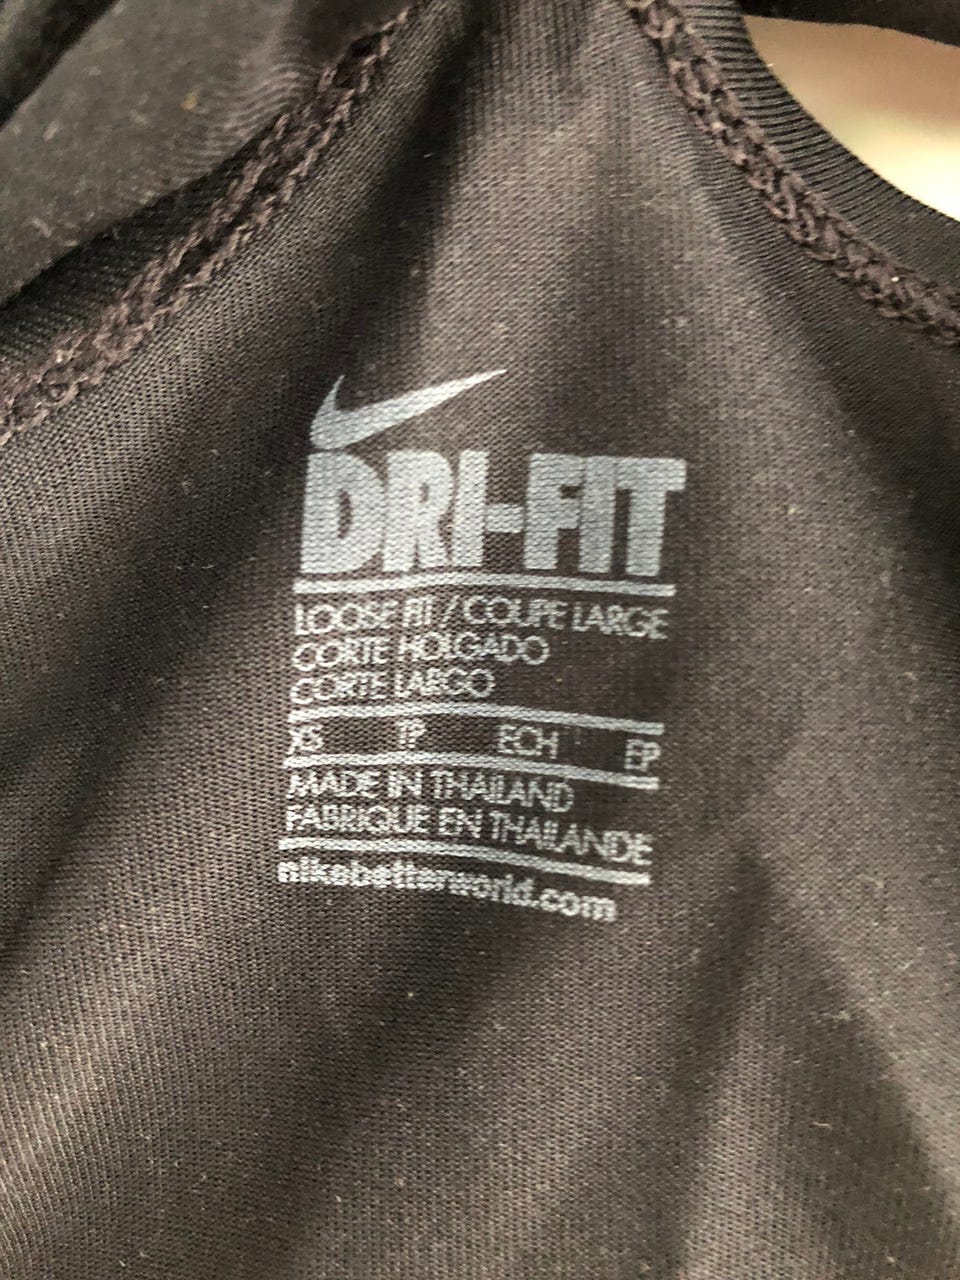 DRI-FIT
LOOSE FIT / COUPE LARGE
CORTE HOLGADO
CORTE LARGO
XS TP ECH EP
MADE IN THAILAND
FABRIQUE EN THAILANDE
nikebetterworld.com